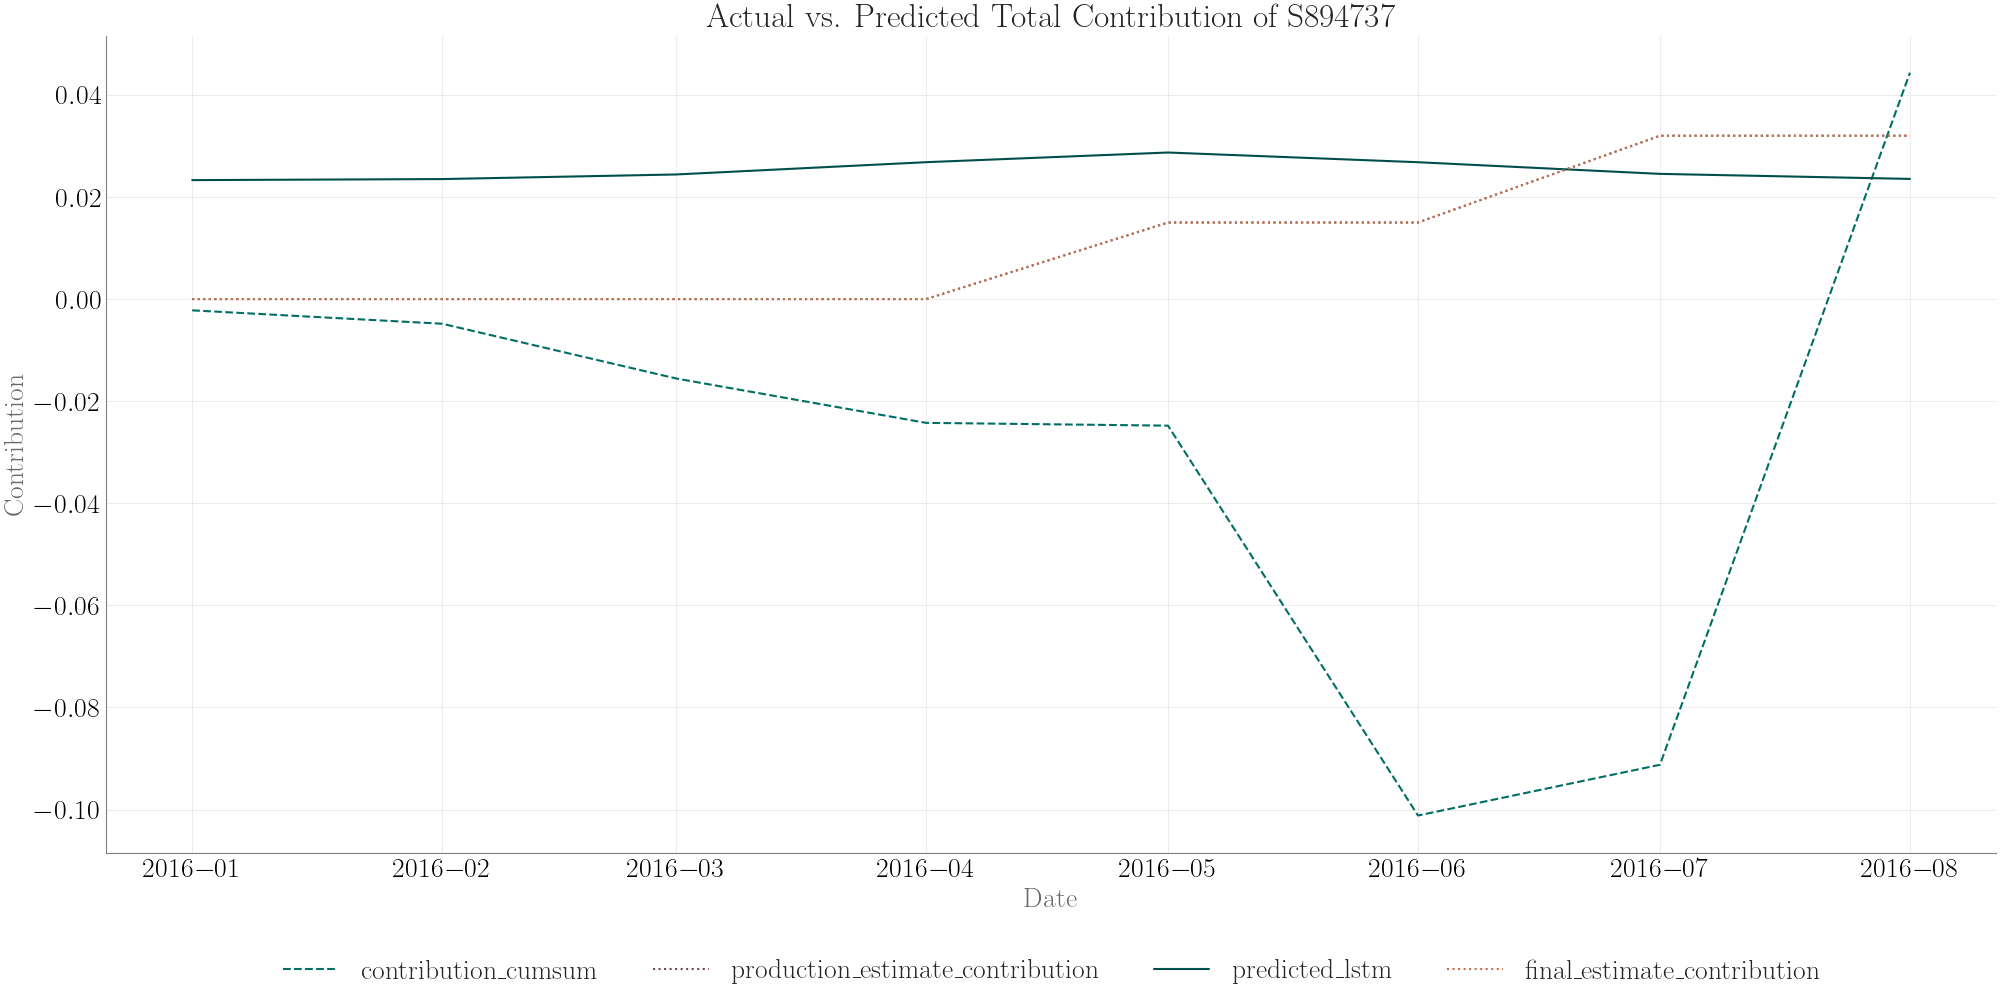 Actual vs. Predicted Total Contribution of S894737
0.04
0.02
0.00
−0.02
−0.04
−0.06
−0.08
−0.10
Contribution
2016−01 2016−02 2016−03 2016−04 2016−05 2016−06 2016−07 2016−08
Date
contribution_cumsum production_estimate_contribution predicted_lstm final_estimate_contribution